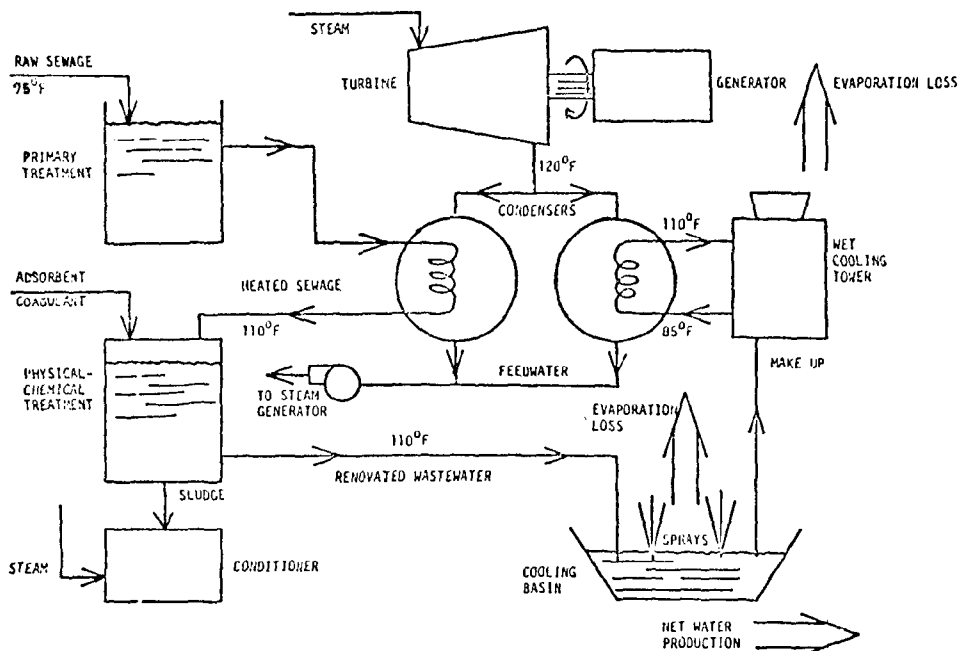 STEAM
RAW SEWAGE
75°F
TURBINE
GENERATOR
EVAPORATION LOSS
PRIMARY
TREATMENT
120°F
CONDENSERS
110°F
WET
COOLING
TOWER
ADSORBENT
COAGULANT
HEATED SEWAGE
110°F
85°F
MAKE UP
PHYSICAL-
CHEMICAL
TREATMENT
FEEDWATER
TO STEAM
GENERATOR
EVAPORATION
LOSS
110°F
RENOVATED WASTEWATER
SLUDGE
SPRAYS
STEAM
CONDITIONER
COOLING
BASIN
NET WATER
PRODUCTION